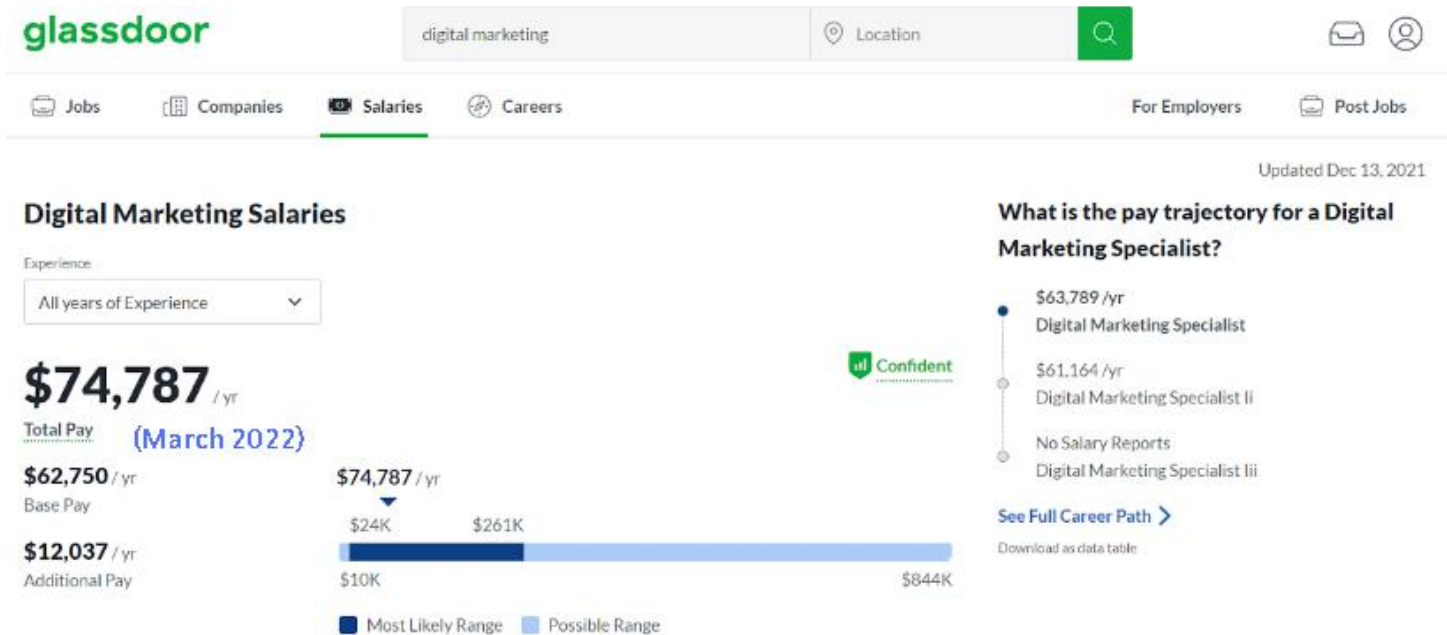 glassdoor
digital marketing
Location
Jobs
Companies
Salaries
Careers
For Employers
Post Jobs
Updated Dec 13, 2021
Digital Marketing Salaries
Experience
All years of Experience
$74,787 / yr
Total Pay
(March 2022)
Confident
$62,750 / yr
Base Pay
$12,037 / yr
Additional Pay
$74,787 / yr
$24K
$261K
$10K
$844K
Most Likely Range
Possible Range
What is the pay trajectory for a Digital
Marketing Specialist?
$63,789 /yr
Digital Marketing Specialist
$61,164 /yr
Digital Marketing Specialist Ii
No Salary Reports
Digital Marketing Specialist Iii
See Full Career Path
Download as data table